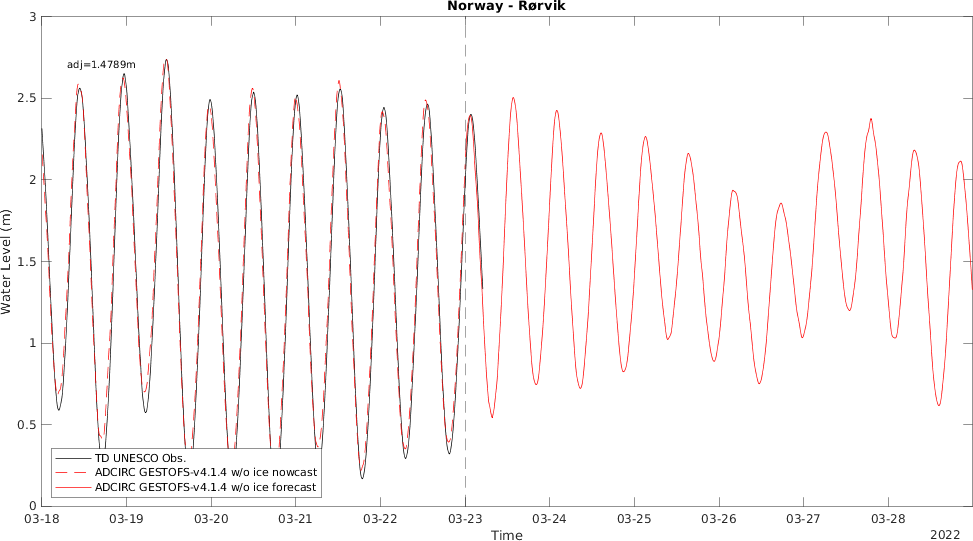 Norway - Rørvik
3
adj=1.4789m
2.5
2
1.5
1
0.5
0
Water Level (m)
TD UNESCO Obs.
ADCIRC GESTOFS-v4.1.4 w/o ice nowcast
ADCIRC GESTOFS-v4.1.4 w/o ice forecast
03-18 03-19 03-20 03-21 03-22 03-23 03-24 03-25 03-26 03-27 03-28
Time
2022